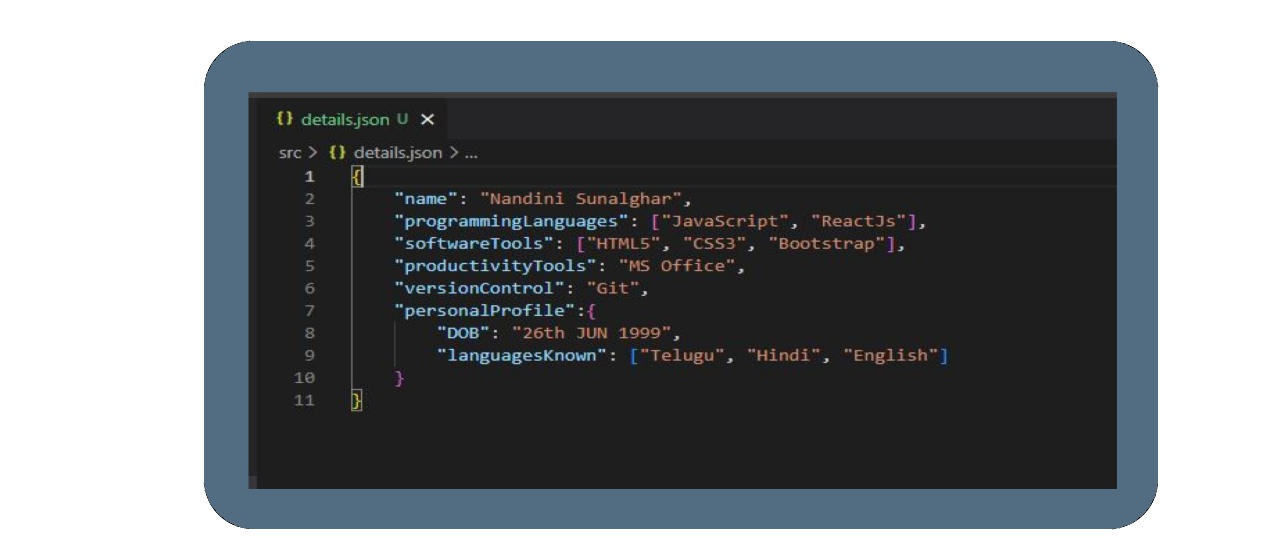 {} details.json U ×
src > {} details.json > ...
1 {
2     "name": "Nandini Sunalghar",
3     "programmingLanguages": ["JavaScript", "ReactJs"],
4     "softwareTools": ["HTML5", "CSS3", "Bootstrap"],
5     "productivityTools": "MS Office",
6     "versionControl": "Git",
7     "personalProfile":{
8         "DOB": "26th JUN 1999",
9         "languagesKnown": ["Telugu", "Hindi", "English"]
10     }
11 }